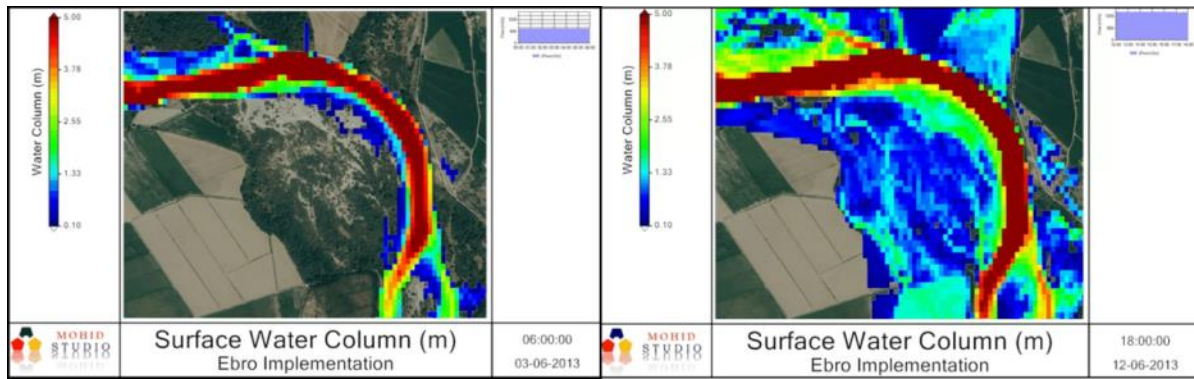 5.00
3.78
2.55
1.33
0.10
Water Column (m)
MOHID
STUDIO
Surface Water Column (m)
Ebro Implementation
06:00:00
03-06-2013
5.00
3.78
2.55
1.33
0.10
Water Column (m)
MOHID
STUDIO
Surface Water Column (m)
Ebro Implementation
18:00:00
12-06-2013